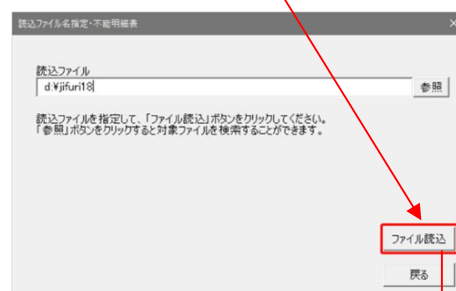 読込ファイル名指定・不能明細表
×
読込ファイル
d:¥jifuri18
参照
読込ファイルを指定して、「ファイル読込」ボタンをクリックしてください。
「参照」ボタンをクリックすると対象ファイルを検索することができます。
ファイル読込
戻る